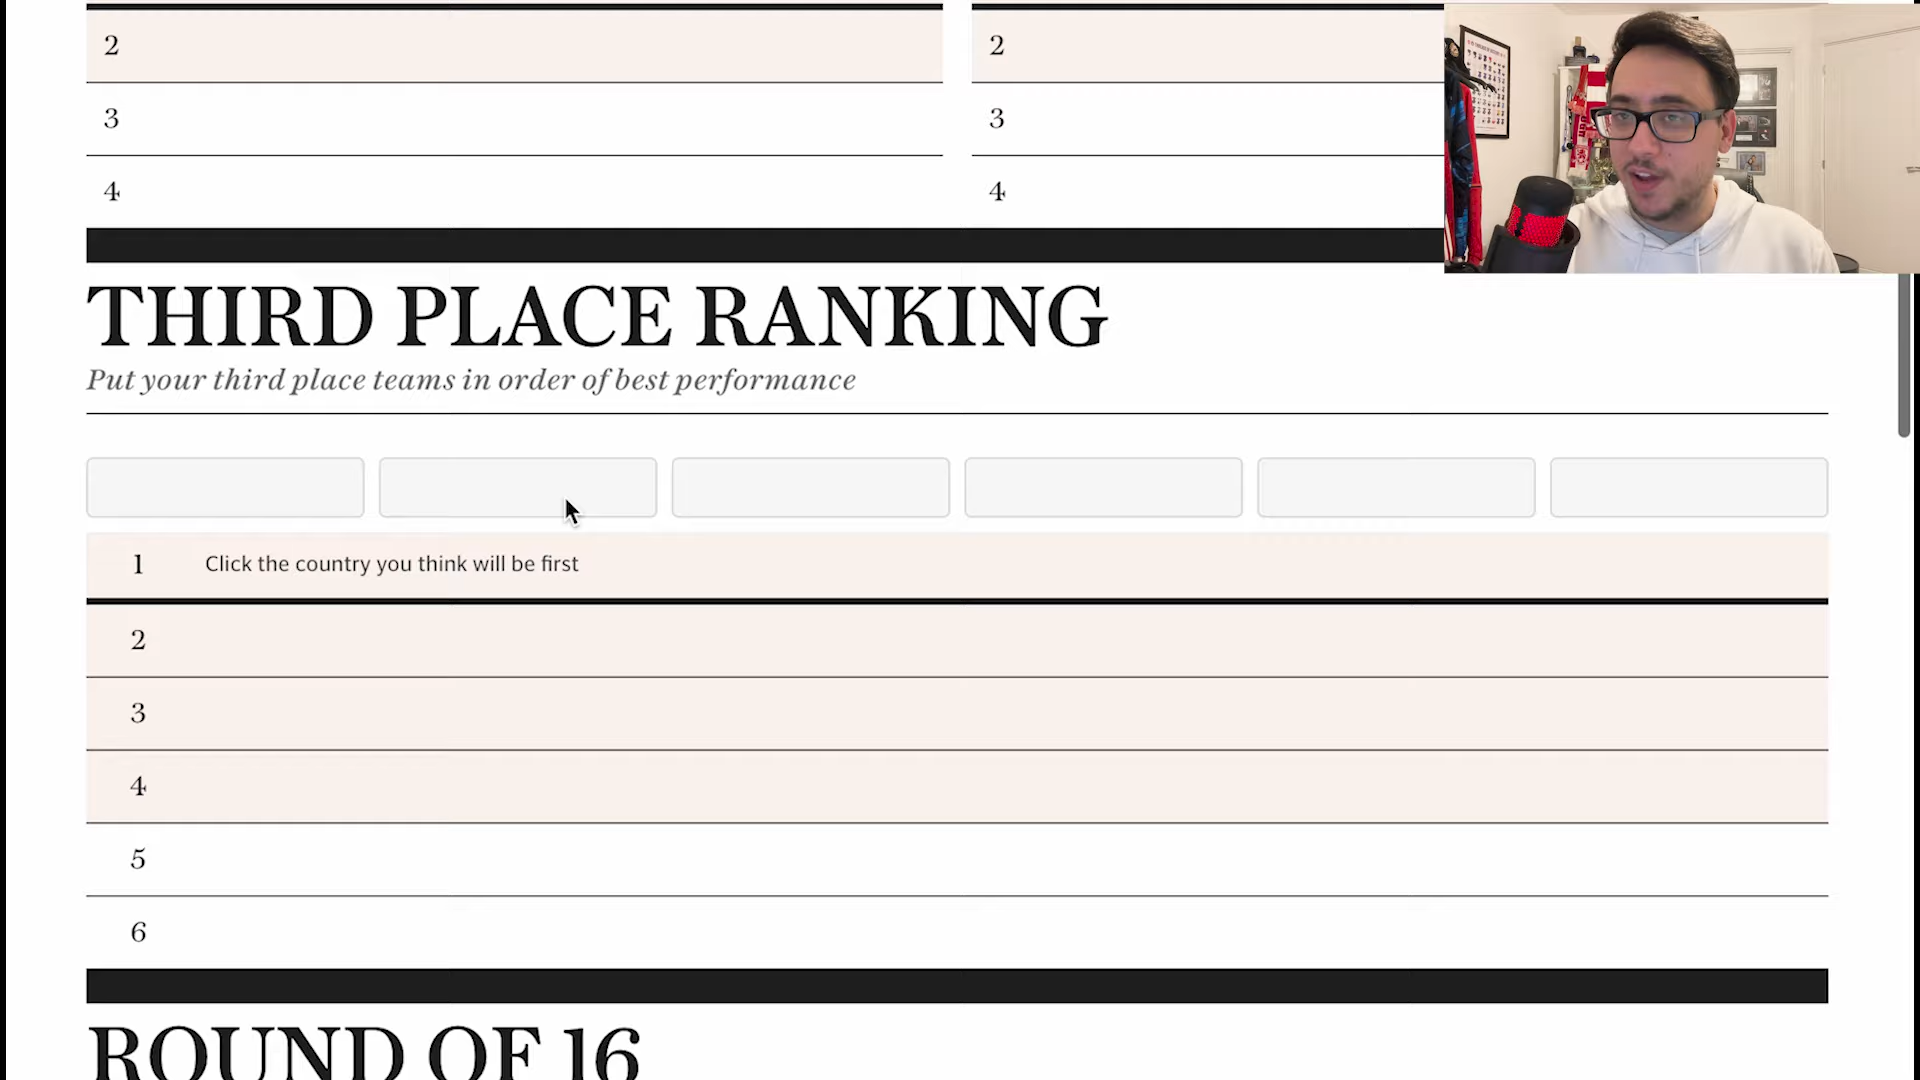 2
2
3
3
4
4
THIRD PLACE RANKING
Put your third place teams in order of best performance
1 Click the country you think will be first
2
3
4
5
6
ROUND OF 16